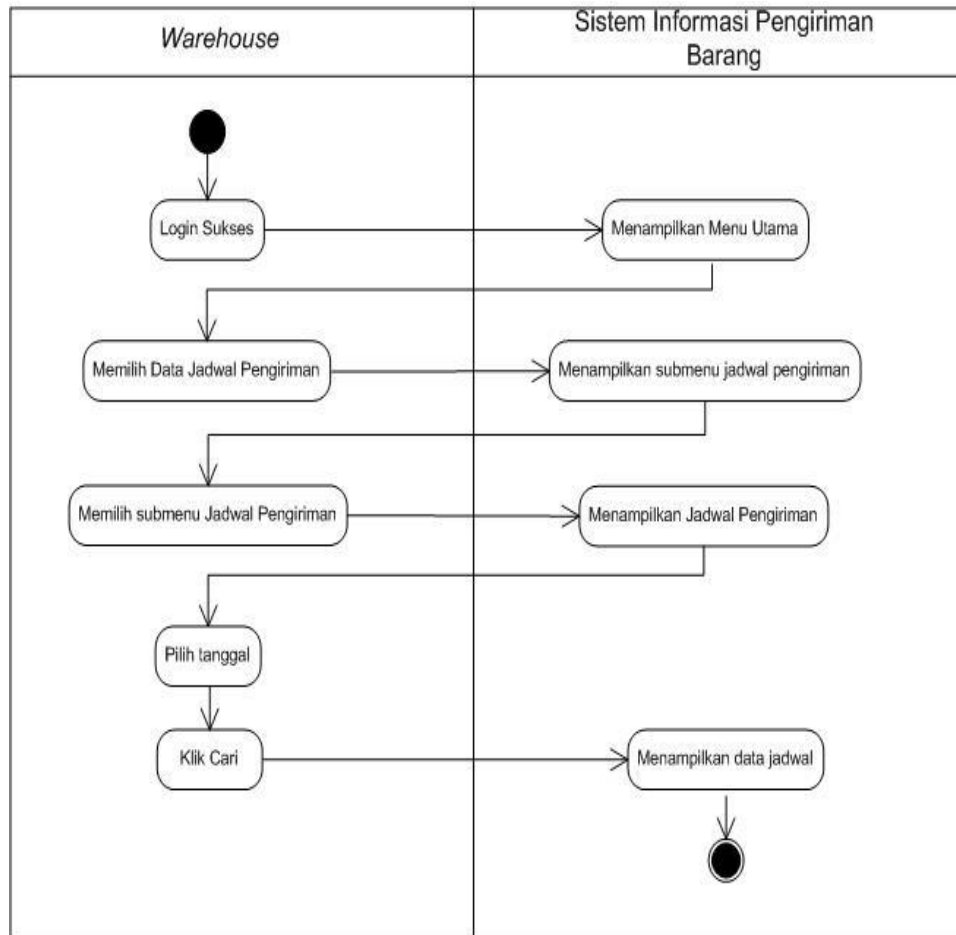 Warehouse
Sistem Informasi Pengiriman
Barang
Login Sukses
Menampilkan Menu Utama
Memilih Data Jadwal Pengiriman
Menampilkan submenu jadwal pengiriman
Memilih submenu Jadwal Pengiriman
Menampilkan Jadwal Pengiriman
Pilih tanggal
Klik Cari
Menampilkan data jadwal